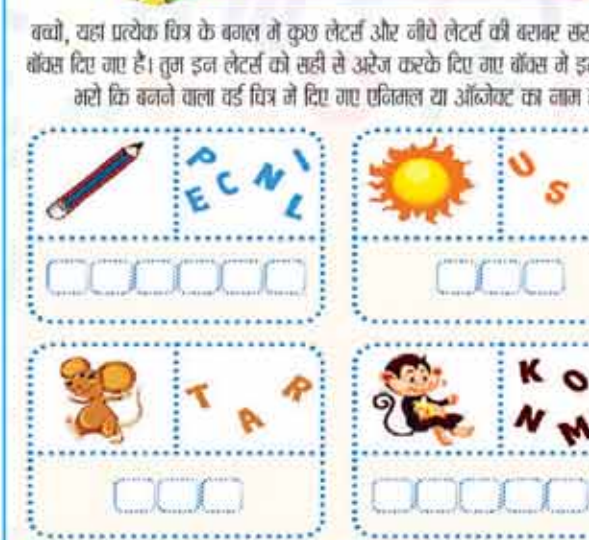 बच्चों, यहां प्रत्येक चित्र के बगल में कुछ लेटर्स और नीचे लेटर्स की बराबर
बॉक्स दिए गए हैं। तुम इन लेटर्स को सही से अरेंज करके दिए गए बॉक्स में
भरो कि बनने वाला वर्ड चित्र में दिए गए एनिमल या ऑब्जेक्ट का नाम
P I
E C N L
U S
T A R
K O
N M